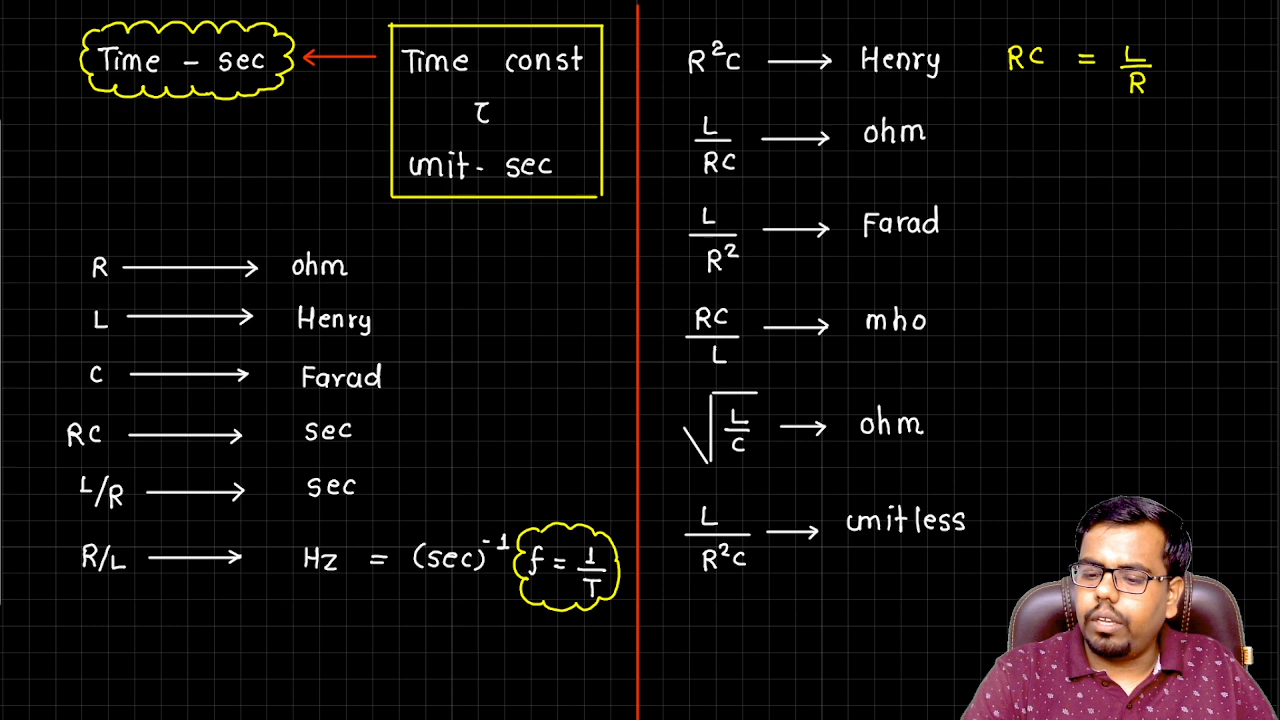 Time - sec
Time const
τ
unit - sec
R → ohm
L → Henry
C → Farad
RC → sec
L/R → sec
R/L → Hz = (sec)⁻¹ f = 1/T
R²C → Henry RC = L/R
L/RC → ohm
L/R² → Farad
RC/L → mho
√(L/C) → ohm
L/R²C → unitless